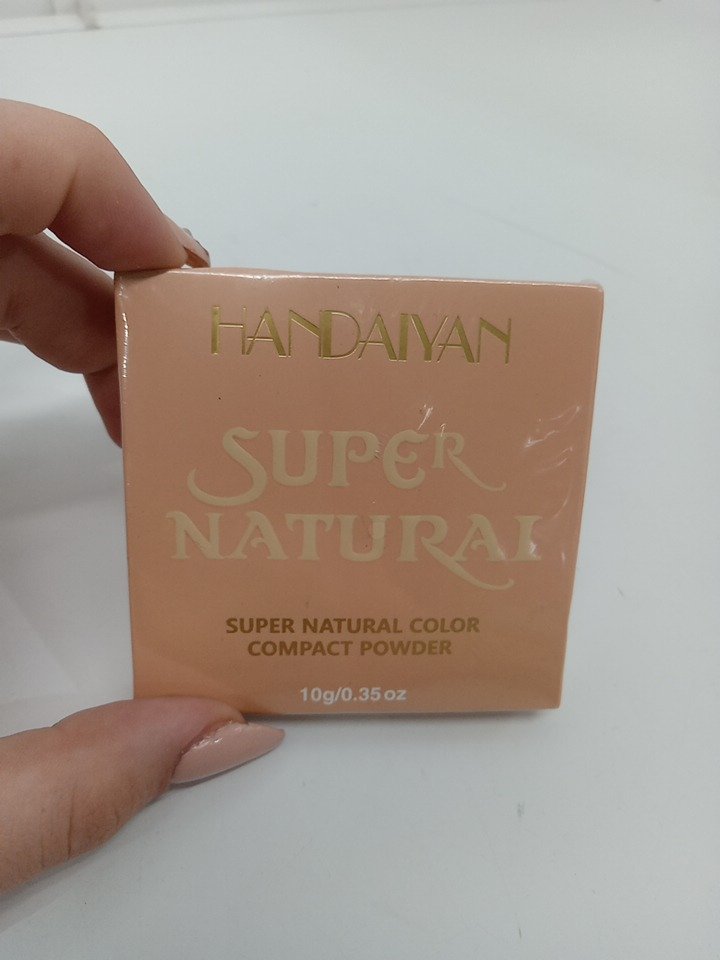 HANDAIYAN
SUPER
NATURAL
SUPER NATURAL COLOR
COMPACT POWDER
10g/0.35oz